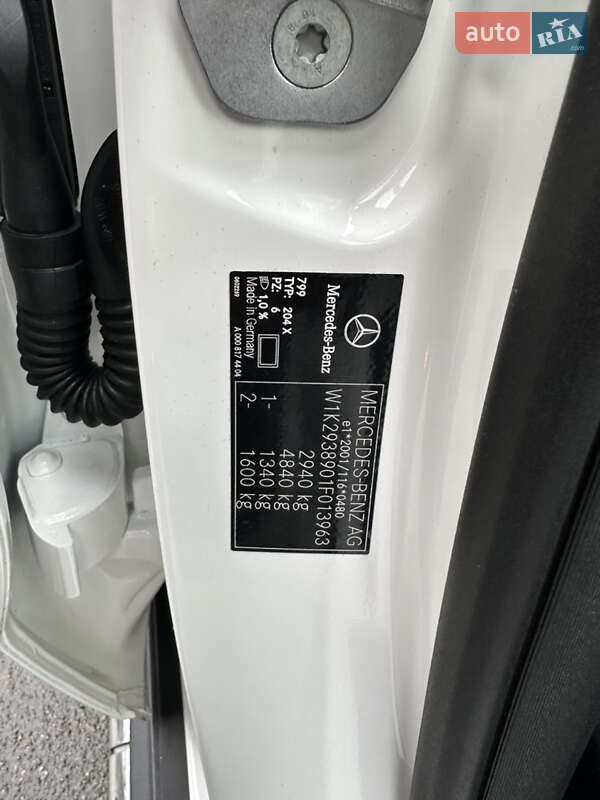 auto RIA
.com
MERCEDES-BENZ AG
e1*2001/116*0480
W1K2938901F013963
2940 kg
4840 kg
1- 1340 kg
2- 1600 kg
Mercedes-Benz
799
TYP: 204 X
PZ: 6
1,0 %
Made in Germany
A 000 817 44 04